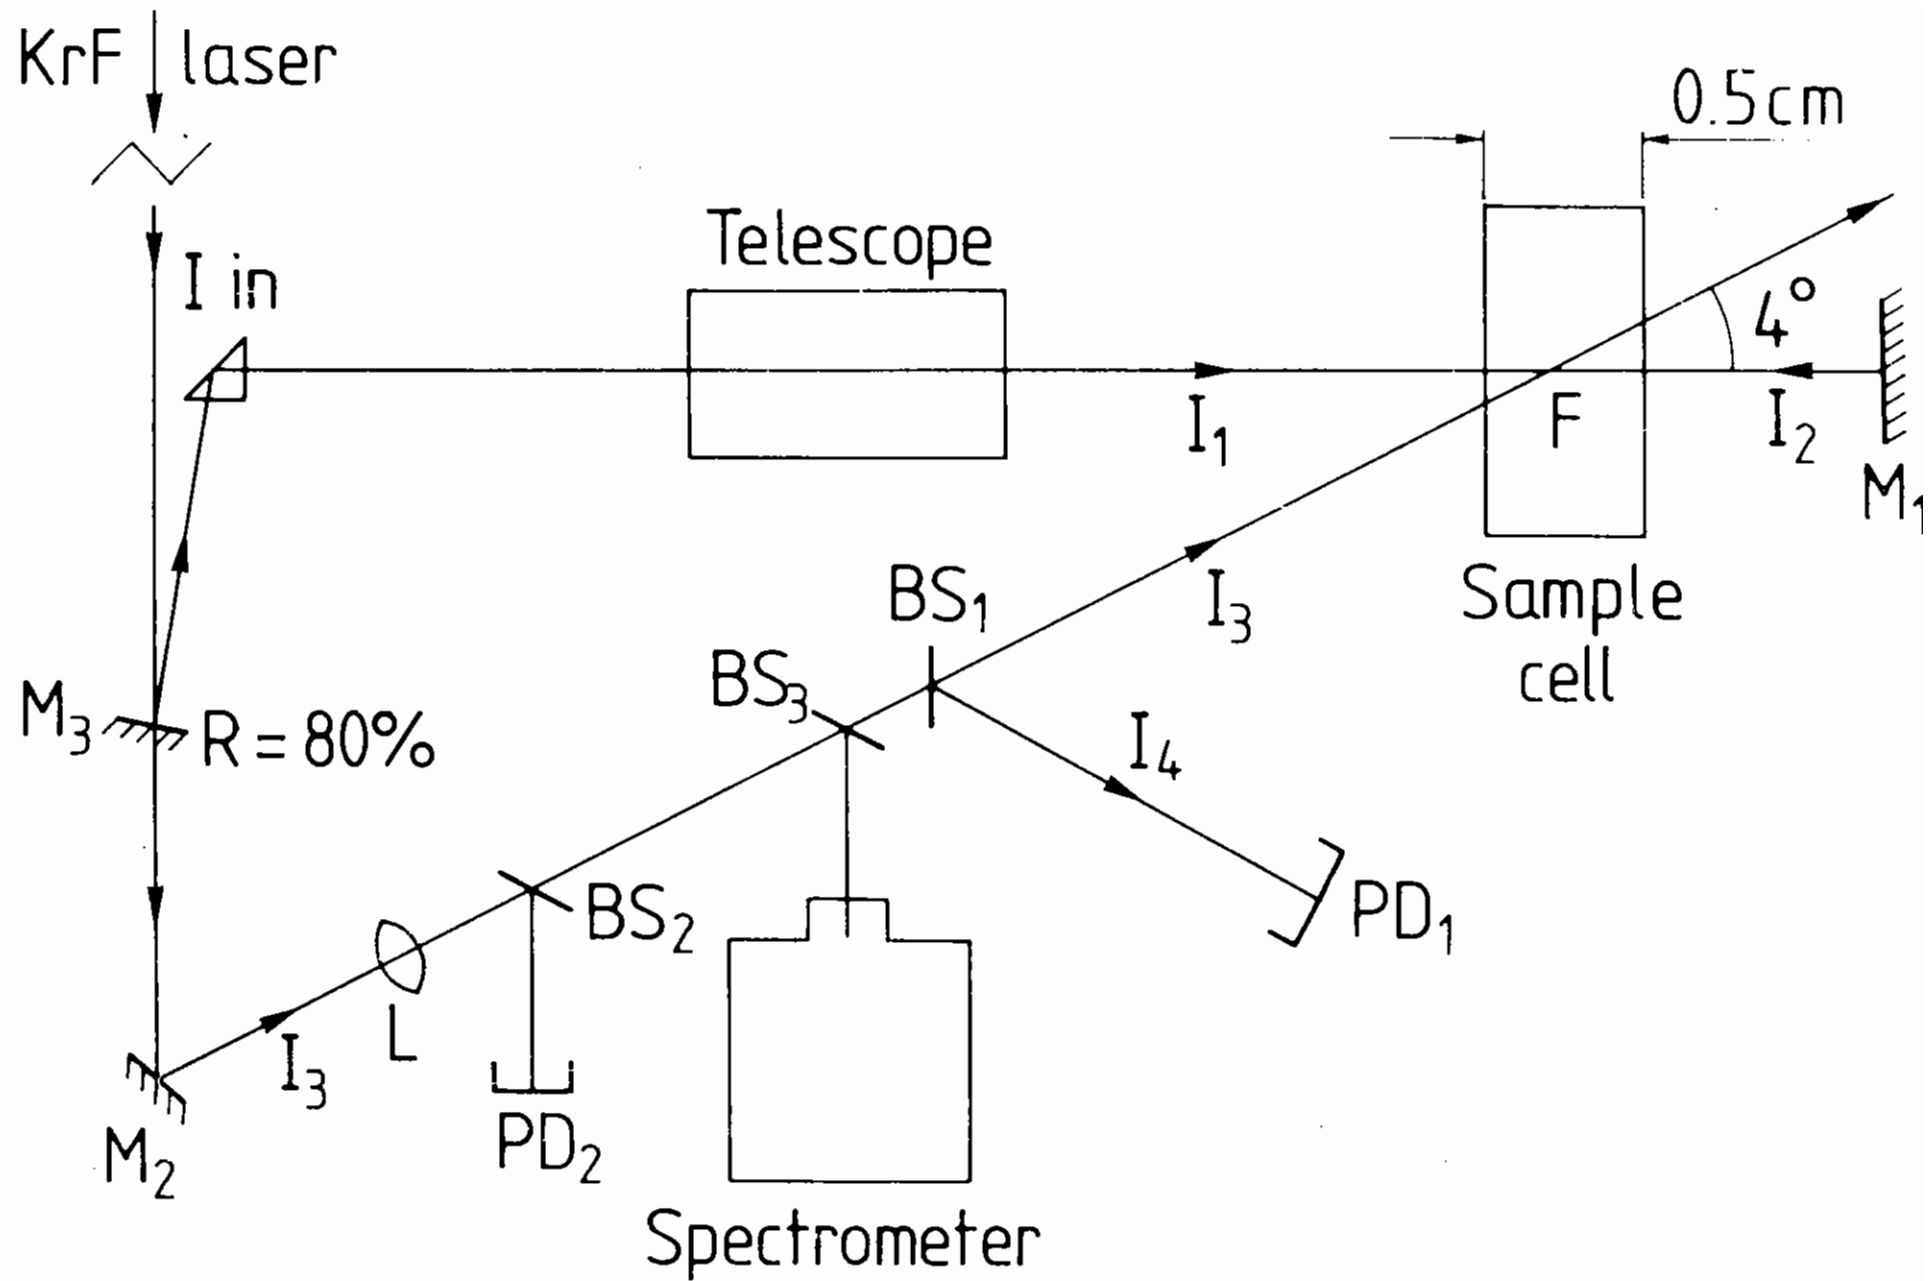 KrF laser
0.5cm
Telescope
I in
4°
I₁
F
I₂
M₁
BS₁
I₃
Sample
cell
BS₃
M₃
R = 80%
I₄
BS₂
PD₁
L
I₃
M₂
PD₂
Spectrometer